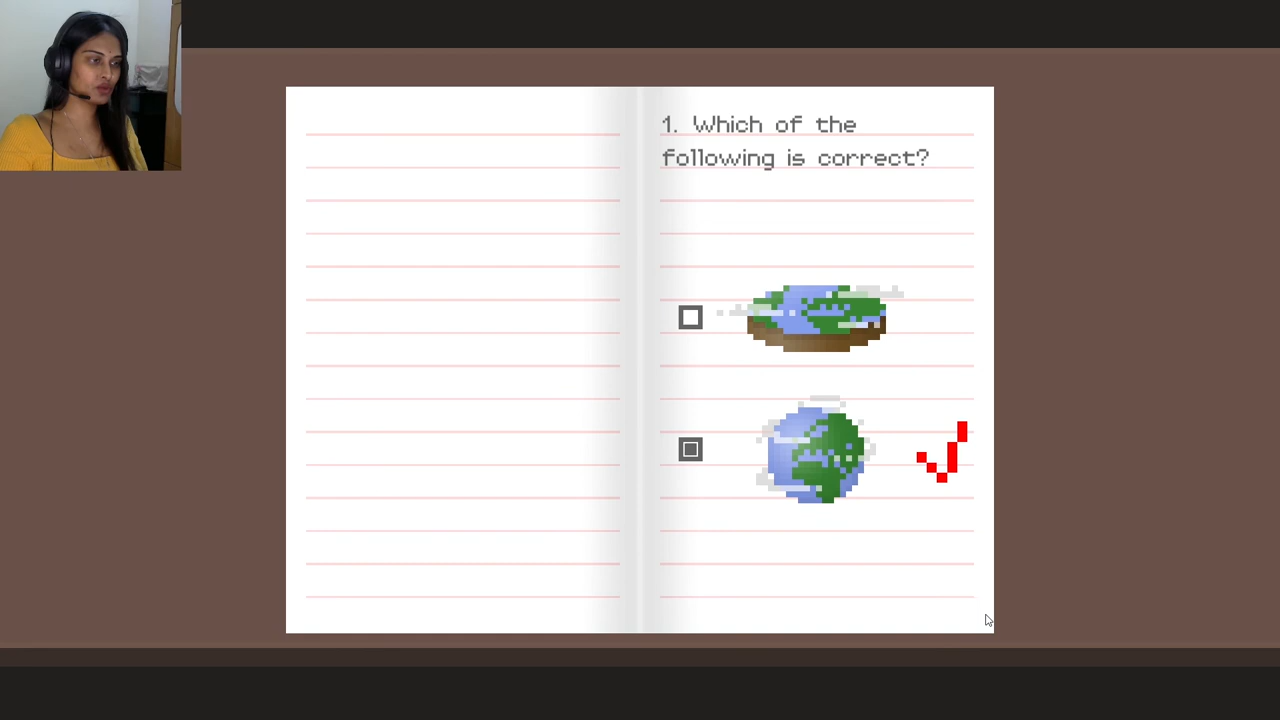 1. Which of the
following is correct?